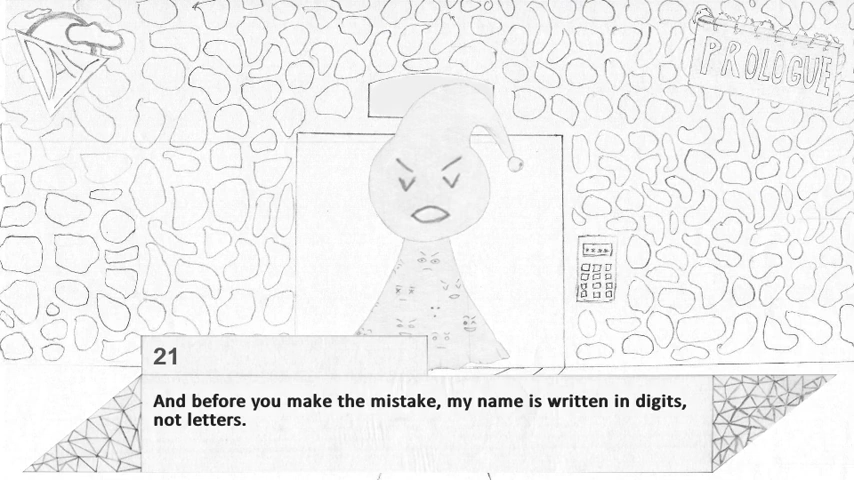 PROLOGUE
21
And before you make the mistake, my name is written in digits,
not letters.